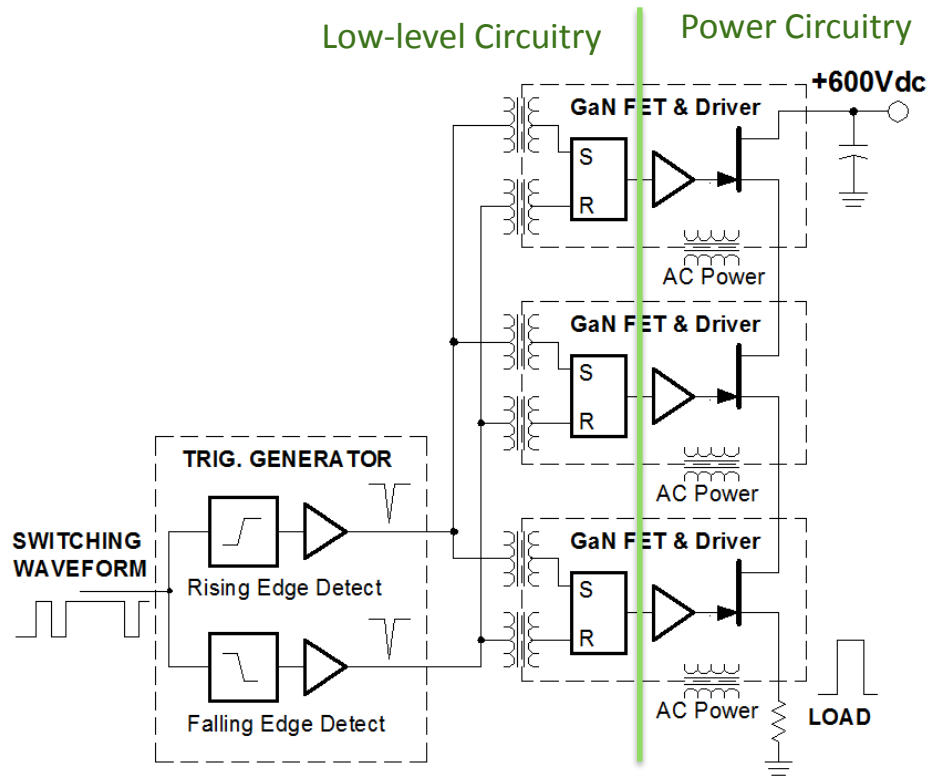 Low-level Circuitry
Power Circuitry
+600Vdc
GaN FET & Driver
S
R
AC Power
GaN FET & Driver
S
R
AC Power
TRIG. GENERATOR
SWITCHING
WAVEFORM
Rising Edge Detect
Falling Edge Detect
GaN FET & Driver
S
R
AC Power
LOAD